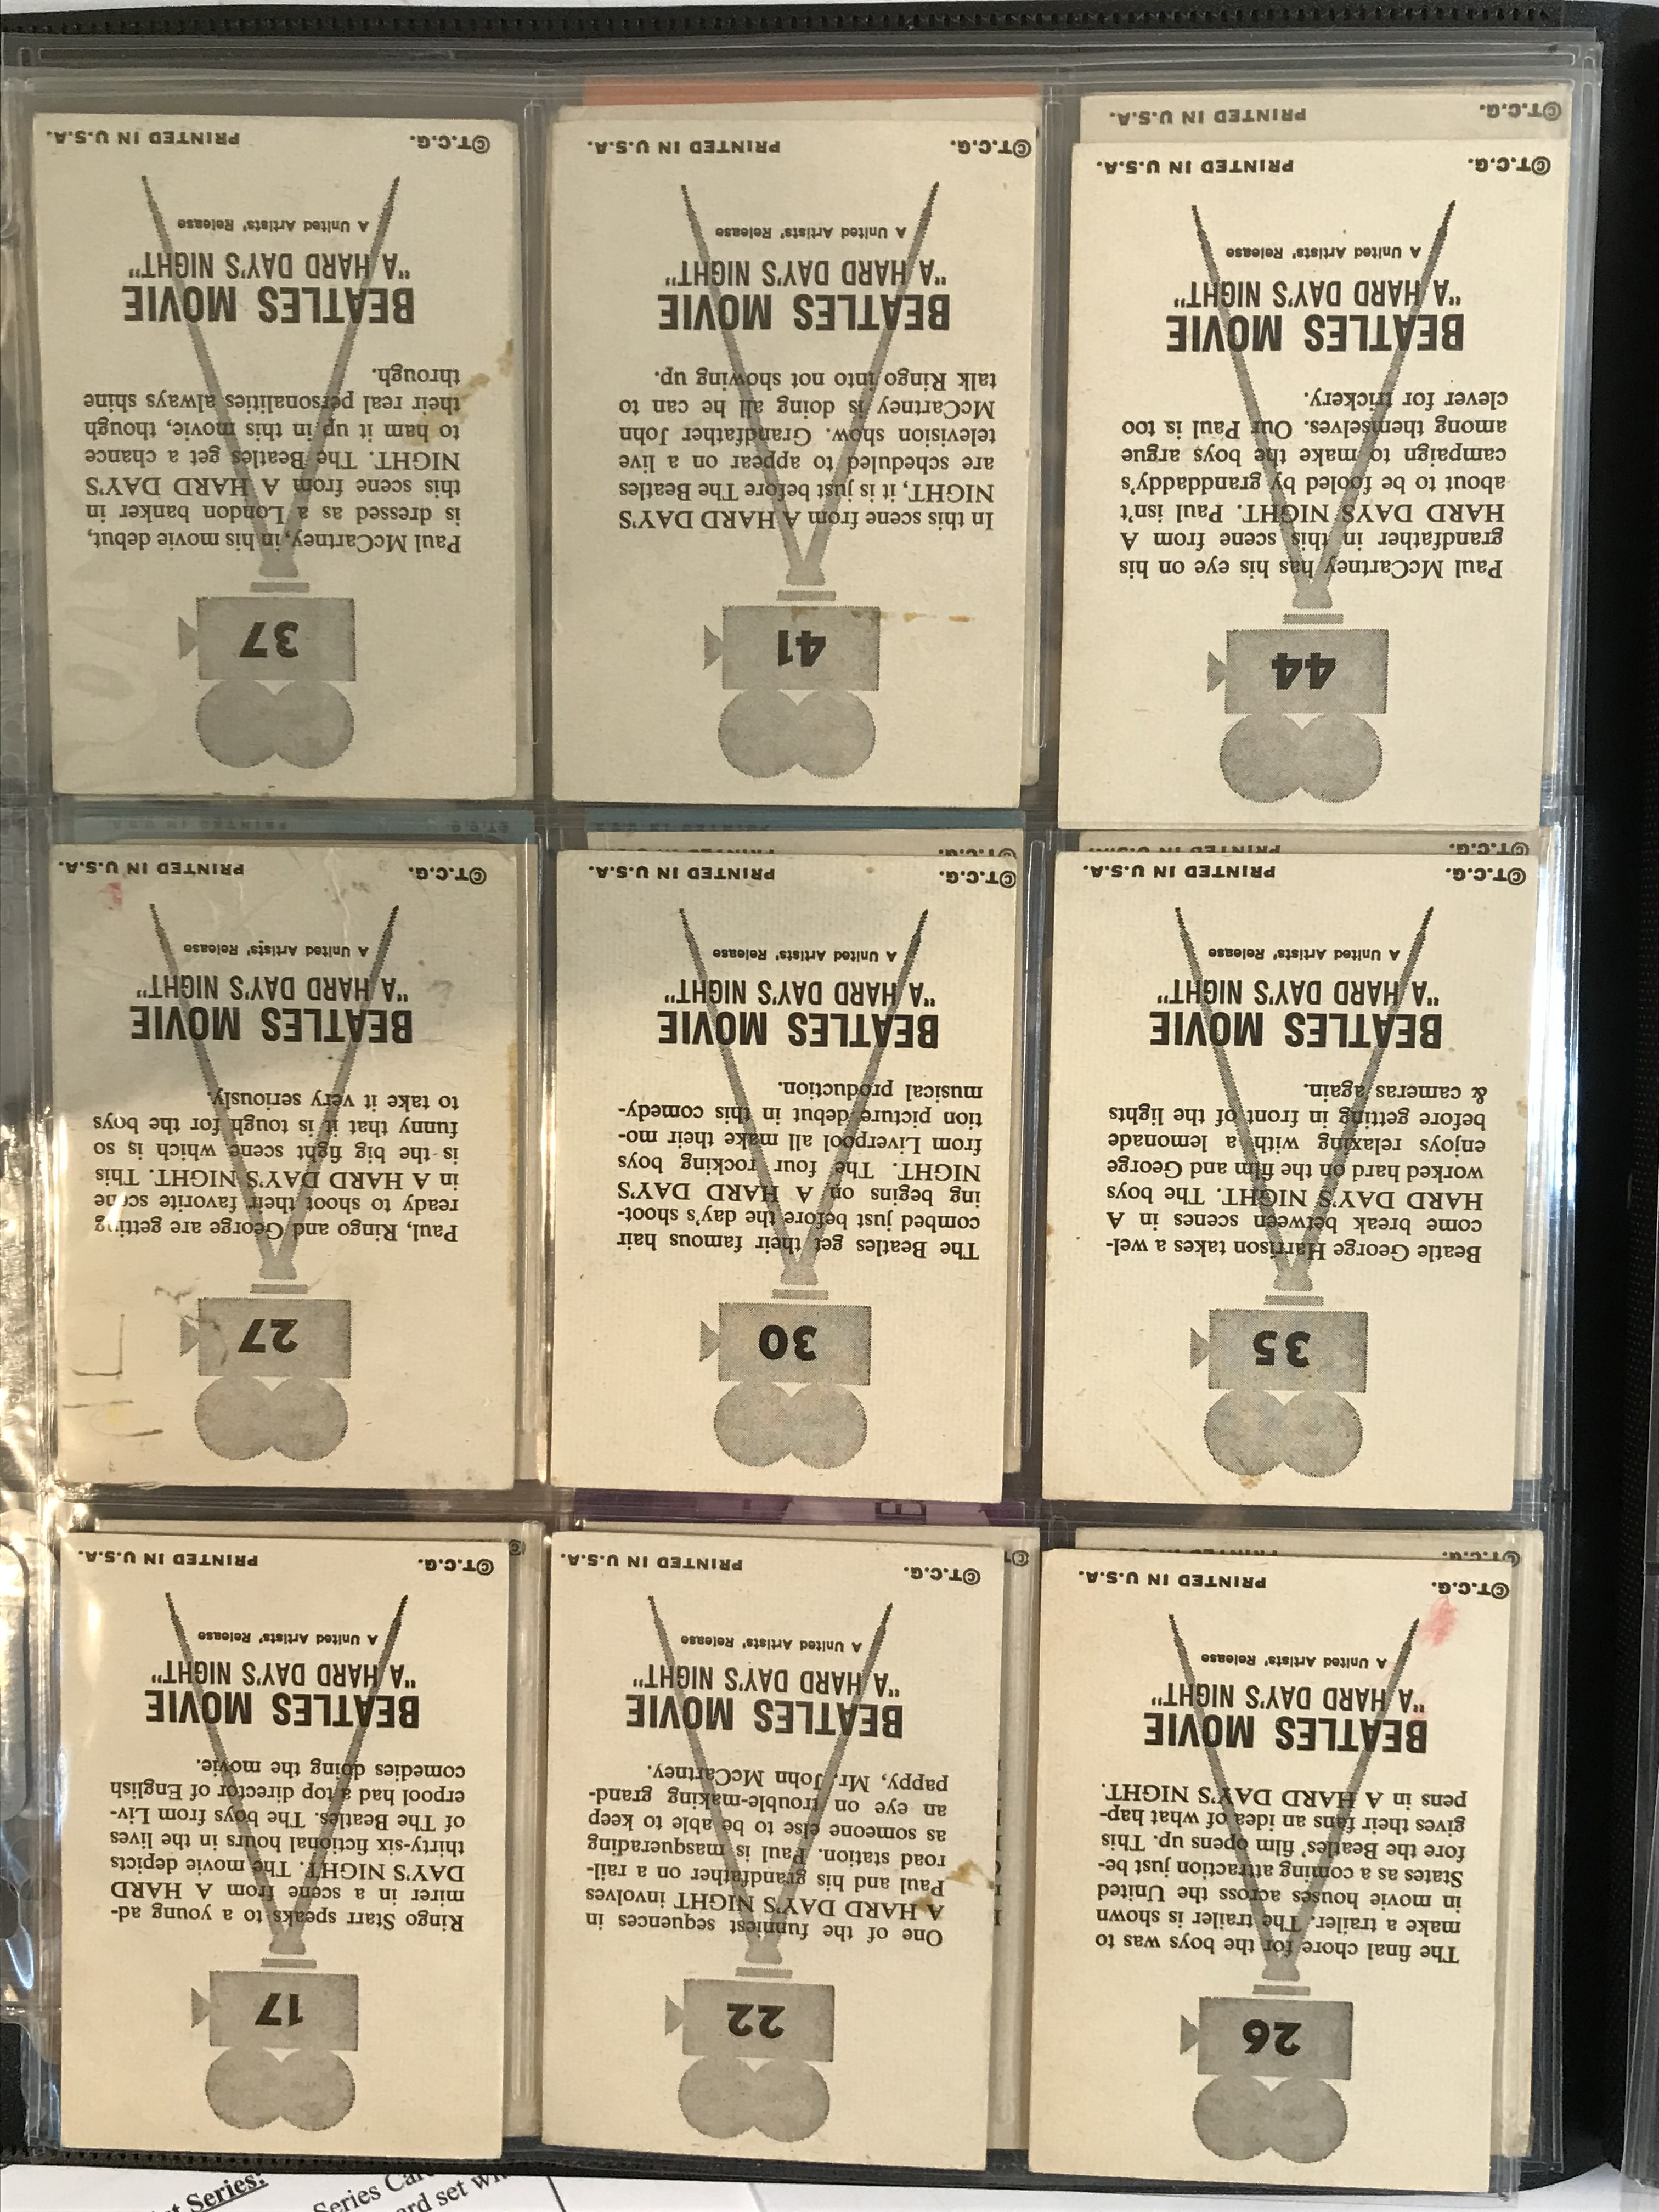 26
The final chore for the boys was to
make a trailer. The trailer is shown
in movie houses across the United
States as a coming attraction just be-
fore the Beatles' film opens up. This
gives their fans an idea of what hap-
pens in A HARD DAY'S NIGHT.
BEATLES MOVIE
"A HARD DAY'S NIGHT"
A United Artists' Release
©T.C.G. PRINTED IN U.S.A.
22
One of the funniest sequences in
A HARD DAY'S NIGHT involves
Paul and his grandfather on a rail-
road station. Paul is masquerading
as someone else to be able to keep
an eye on trouble-making grand-
pappy, Mr. John McCartney.
BEATLES MOVIE
"A HARD DAY'S NIGHT"
A United Artists' Release
©T.C.G. PRINTED IN U.S.A.
17
Ringo Starr speaks to a young ad-
mirer in a scene from A HARD
DAY'S NIGHT. The movie depicts
thirty-six fictional hours in the lives
of The Beatles. The boys from Liv-
erpool had a top director of English
comedies doing the movie.
BEATLES MOVIE
"A HARD DAY'S NIGHT"
A United Artists' Release
©T.C.G. PRINTED IN U.S.A.
35
Beatle George Harrison takes a wel-
come break between scenes in A
HARD DAY'S NIGHT. The boys
worked hard on the film and George
enjoys relaxing with a lemonade
before getting in front of the lights
& cameras again.
BEATLES MOVIE
"A HARD DAY'S NIGHT"
A United Artists' Release
©T.C.G. PRINTED IN U.S.A.
30
The Beatles get their famous hair
combed just before the day's shoot-
ing begins on A HARD DAY'S
NIGHT. The four rocking boys
from Liverpool all make their mo-
tion picture debut in this comedy-
musical production.
BEATLES MOVIE
"A HARD DAY'S NIGHT"
A United Artists' Release
©T.C.G. PRINTED IN U.S.A.
27
Paul, Ringo and George are getting
ready to shoot their favorite scene
in A HARD DAY'S NIGHT. This
is the big fight scene which is so
funny that it is tough for the boys
to take it very seriously.
BEATLES MOVIE
"A HARD DAY'S NIGHT"
A United Artists' Release
©T.C.G. PRINTED IN U.S.A.
44
Paul McCartney has his eye on his
grandfather in this scene from A
HARD DAYS NIGHT. Paul isn't
about to be fooled by granddaddy's
campaign to make the boys argue
among themselves. Our Paul is too
clever for trickery.
BEATLES MOVIE
"A HARD DAY'S NIGHT"
A United Artists' Release
©T.C.G. PRINTED IN U.S.A.
©T.C.G. PRINTED IN U.S.A.
41
In this scene from A HARD DAY'S
NIGHT, it is just before The Beatles
are scheduled to appear on a live
television show. Grandfather John
McCartney is doing all he can to
talk Ringo into not showing up.
BEATLES MOVIE
"A HARD DAY'S NIGHT"
A United Artists' Release
©T.C.G. PRINTED IN U.S.A.
37
Paul McCartney, in his movie debut,
is dressed as a London banker in
this scene from A HARD DAY'S
NIGHT. The Beatles get a chance
to ham it up in this movie, though
their real personalities always shine
through.
BEATLES MOVIE
"A HARD DAY'S NIGHT"
A United Artists' Release
©T.C.G. PRINTED IN U.S.A.
Series:
Series
set